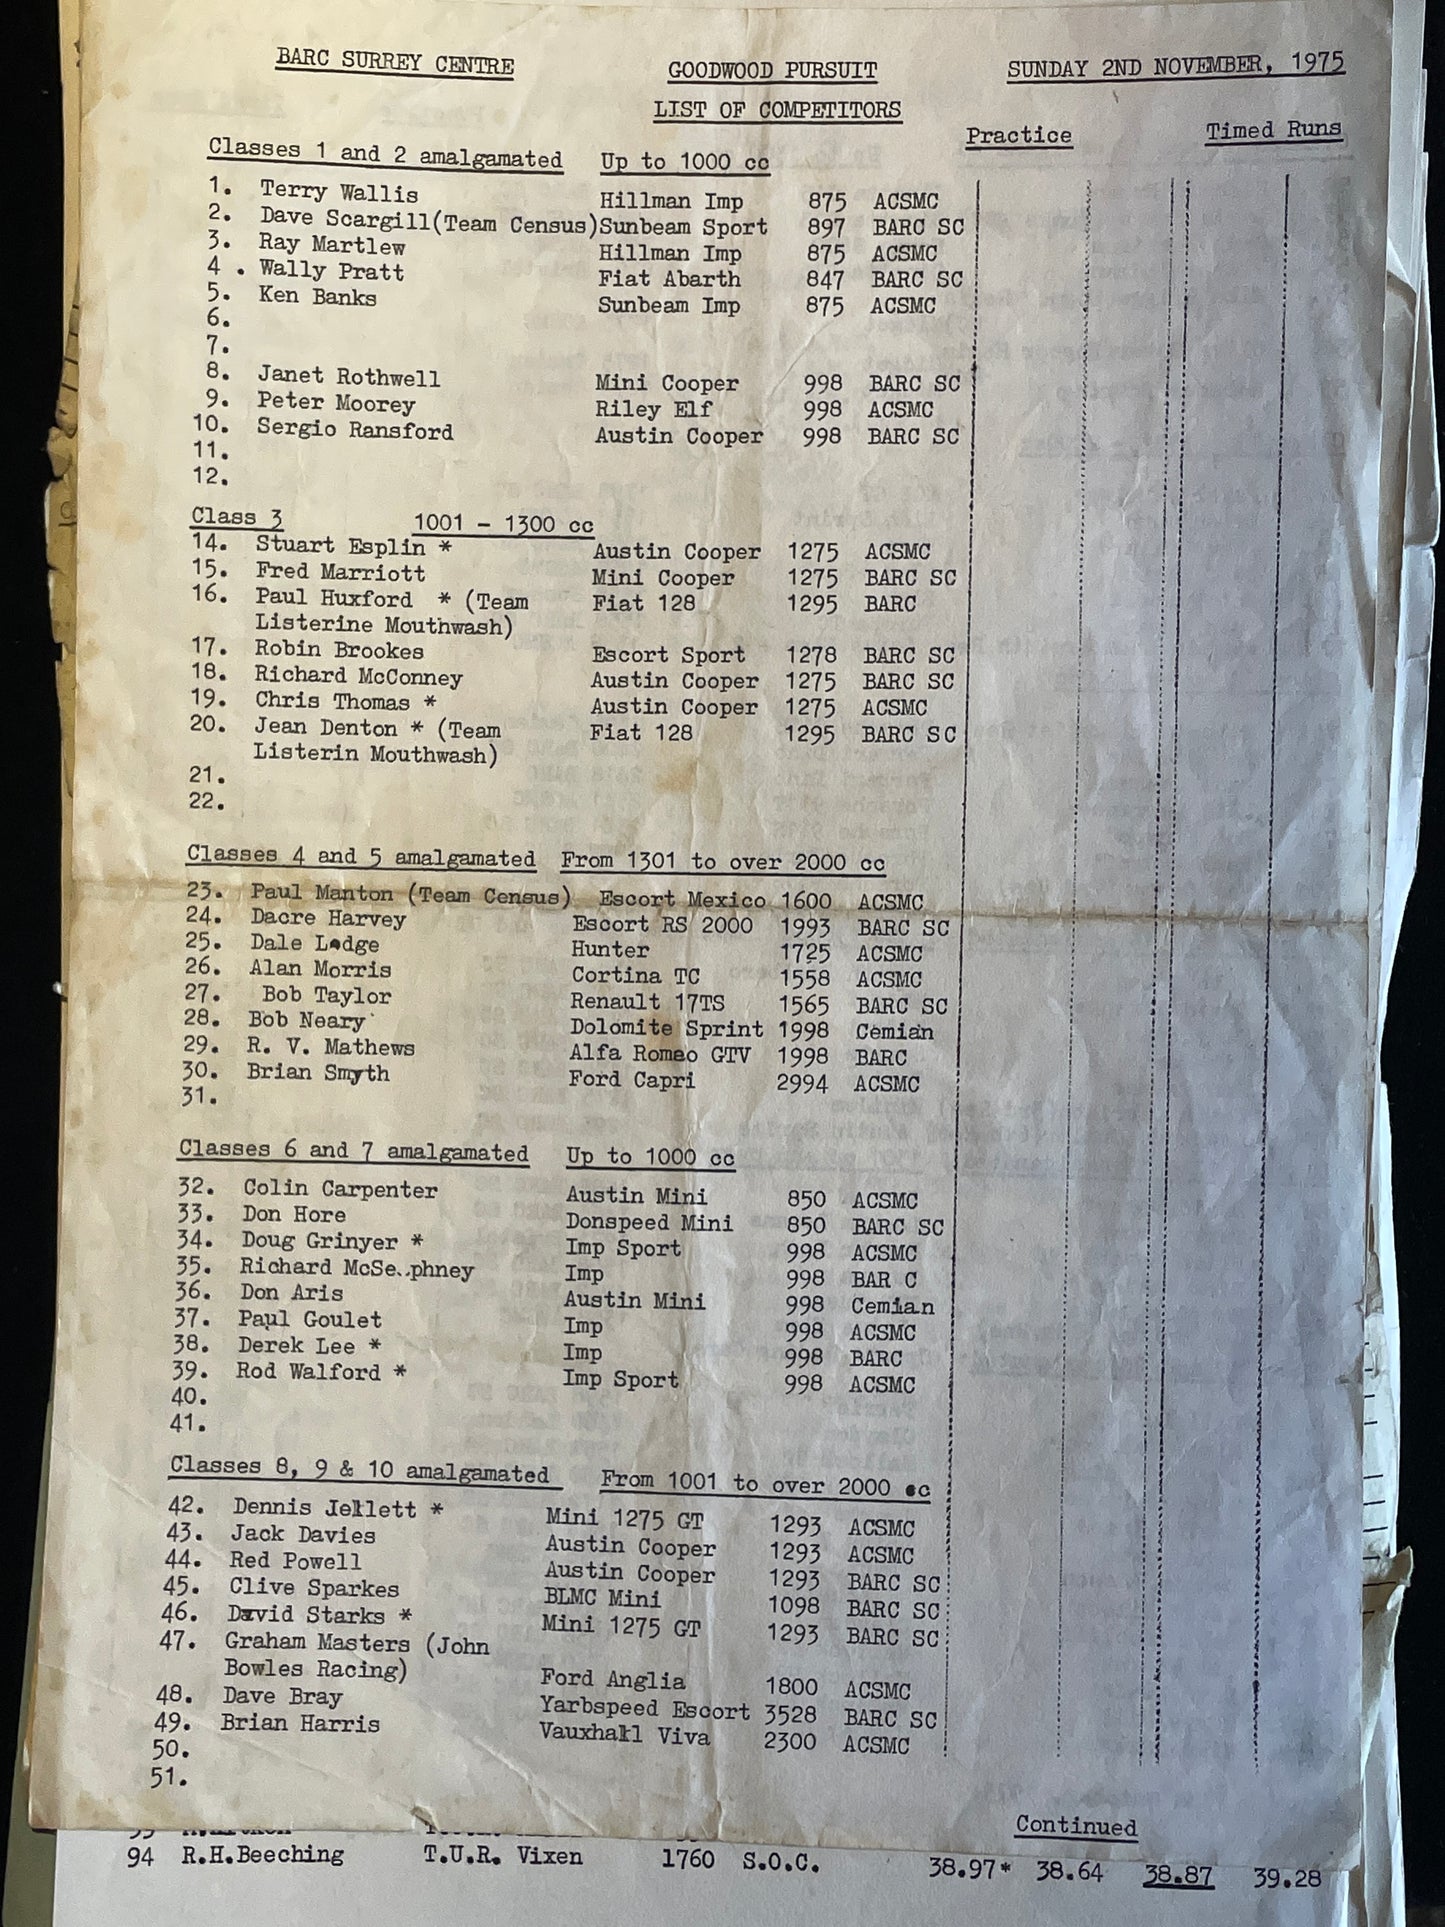 BARC SURREY CENTRE GOODWOOD PURSUIT SUNDAY 2ND NOVEMBER, 1975
LIST OF COMPETITORS
Practice Timed Runs
Classes 1 and 2 amalgamated Up to 1000 cc
1. Terry Wallis Hillman Imp 875 ACSMC
2. Dave Scargill(Team Census)Sunbeam Sport 897 BARC SC
3. Ray Martlew Hillman Imp 875 ACSMC
4 . Wally Pratt Fiat Abarth 847 BARC SC
5. Ken Banks Sunbeam Imp 875 ACSMC
6.
7.
8. Janet Rothwell Mini Cooper 998 BARC SC
9. Peter Moorey Riley Elf 998 ACSMC
10. Sergio Ransford Austin Cooper 998 BARC SC
11.
12.
Class 3 1001 - 1300 cc
14. Stuart Esplin * Austin Cooper 1275 ACSMC
15. Fred Marriott Mini Cooper 1275 BARC SC
16. Paul Huxford * (Team Fiat 128 1295 BARC
Listerine Mouthwash)
17. Robin Brookes Escort Sport 1278 BARC SC
18. Richard McConney Austin Cooper 1275 BARC SC
19. Chris Thomas * Austin Cooper 1275 ACSMC
20. Jean Denton * (Team Fiat 128 1295 BARC SC
Listerin Mouthwash)
21.
22.
Classes 4 and 5 amalgamated From 1301 to over 2000 cc
23. Paul Manton (Team Census) Escort Mexico 1600 ACSMC
24. Dacre Harvey Escort RS 2000 1993 BARC SC
25. Dale Lodge Hunter 1725 ACSMC
26. Alan Morris Cortina TC 1558 ACSMC
27. Bob Taylor Renault 17TS 1565 BARC SC
28. Bob Neary Dolomite Sprint 1998 Cemian
29. R. V. Mathews Alfa Romeo GTV 1998 BARC
30. Brian Smyth Ford Capri 2994 ACSMC
31.
Classes 6 and 7 amalgamated Up to 1000 cc
32. Colin Carpenter Austin Mini 850 ACSMC
33. Don Hore Donspeed Mini 850 BARC SC
34. Doug Grinyer * Imp Sport 998 ACSMC
35. Richard McSe..phney Imp 998 BAR C
36. Don Aris Austin Mini 998 Cemian
37. Paul Goulet Imp 998 ACSMC
38. Derek Lee * Imp 998 BARC
39. Rod Walford * Imp Sport 998 ACSMC
40.
41.
Classes 8, 9 & 10 amalgamated From 1001 to over 2000 cc
42. Dennis Jellett * Mini 1275 GT 1293 ACSMC
43. Jack Davies Austin Cooper 1293 ACSMC
44. Red Powell Austin Cooper 1293 BARC SC
45. Clive Sparkes BLMC Mini 1098 BARC SC
46. David Starks * Mini 1275 GT 1293 BARC SC
47. Graham Masters (John
Bowles Racing) Ford Anglia 1800 ACSMC
48. Dave Bray Yarbspeed Escort 3528 BARC SC
49. Brian Harris Vauxhall Viva 2300 ACSMC
50.
51.
Continued
94 R.H.Beeching T.U.R. Vixen 1760 S.O.C. 38.97* 38.64 38.87 39.28